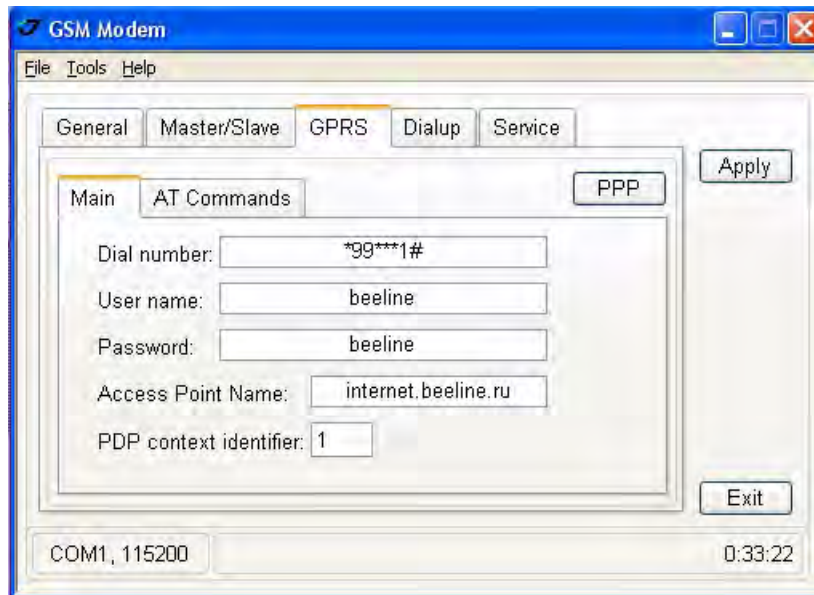 GSM Modem
File Tools Help
General Master/Slave GPRS Dialup Service
Apply
Main AT Commands PPP
Dial number: *99***1#
User name: beeline
Password: beeline
Access Point Name: internet.beeline.ru
PDP context identifier: 1
Exit
COM1, 115200 0:33:22